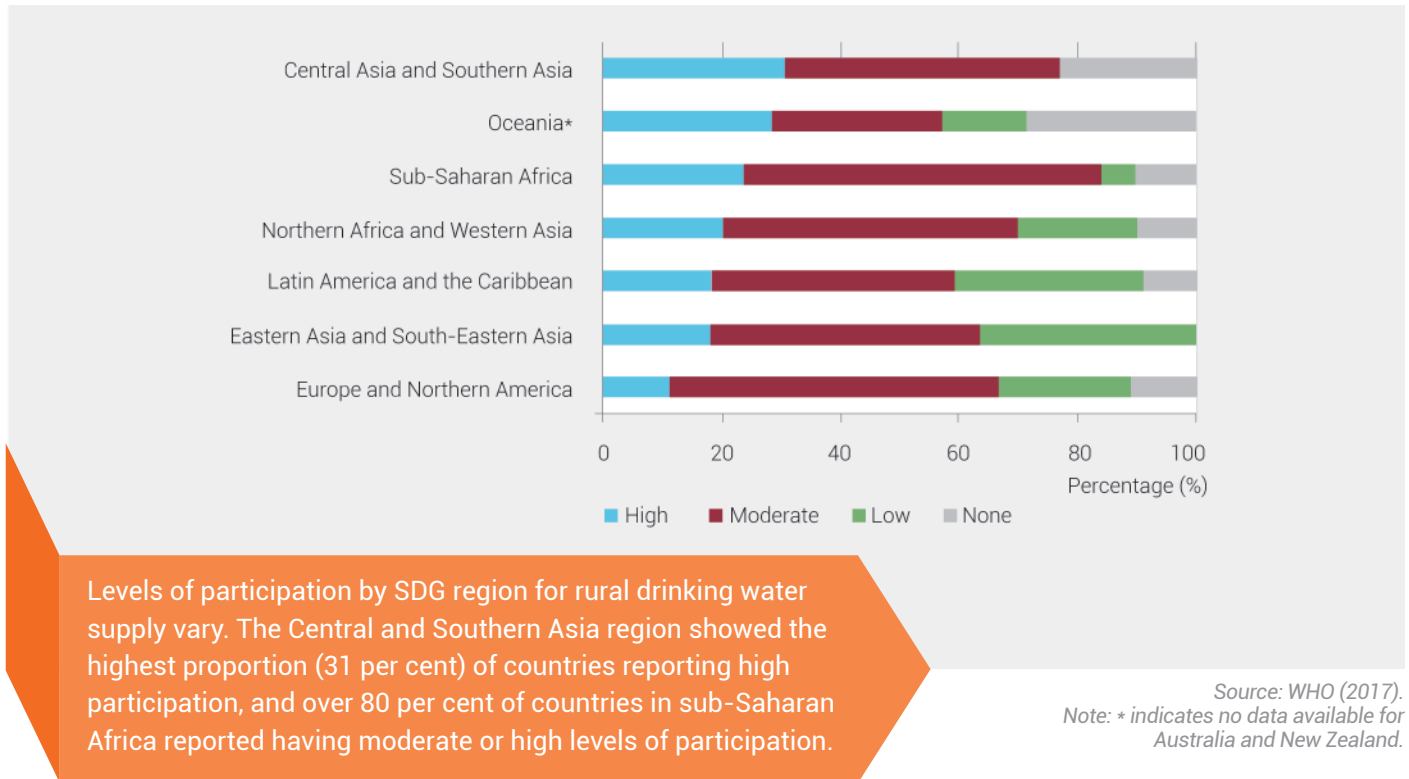 Central Asia and Southern Asia
Oceania*
Sub-Saharan Africa
Northern Africa and Western Asia
Latin America and the Caribbean
Eastern Asia and South-Eastern Asia
Europe and Northern America
0 20 40 60 80 100
Percentage (%)
High Moderate Low None
Levels of participation by SDG region for rural drinking water
supply vary. The Central and Southern Asia region showed the
highest proportion (31 per cent) of countries reporting high
participation, and over 80 per cent of countries in sub-Saharan
Africa reported having moderate or high levels of participation.
Source: WHO (2017).
Note: * indicates no data available for
Australia and New Zealand.